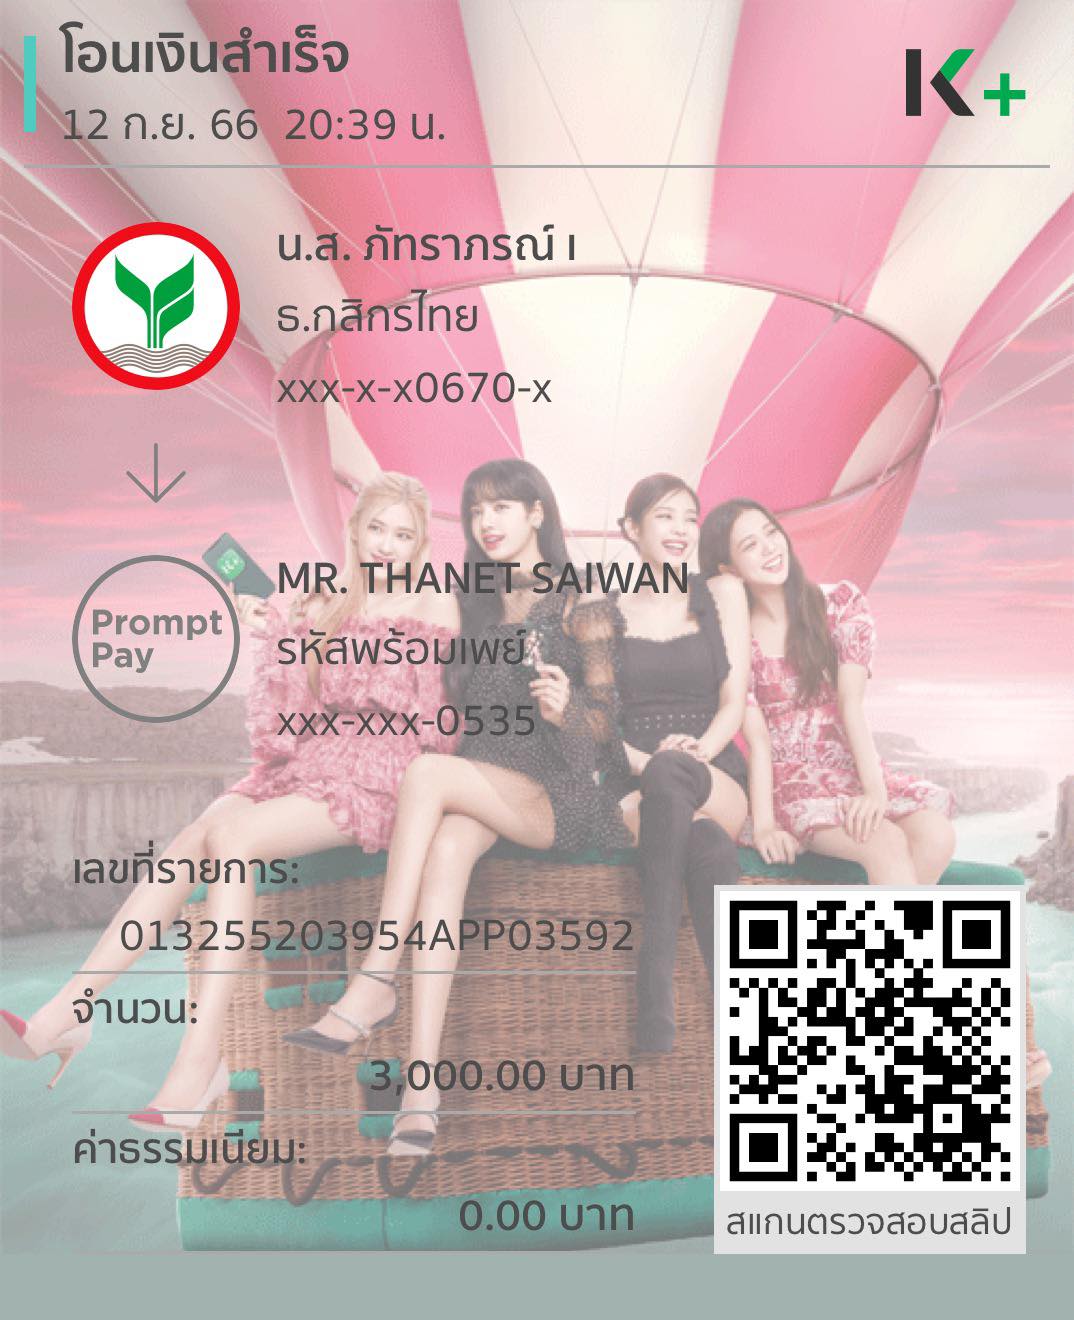 โอนเงินสำเร็จ
12 ก.ย. 66 20:39 น.
K+
น.ส. ภัทราภรณ์ เ
ธ.กสิกรไทย
xxx-x-x0670-x
Prompt
Pay
MR. THANET SAIWAN
รหัสพร้อมเพย์
xxx-xxx-0535
เลขที่รายการ:
013255203954APP03592
จำนวน:
3,000.00 บาท
ค่าธรรมเนียม:
0.00 บาท
สแกนตรวจสอบสลิป